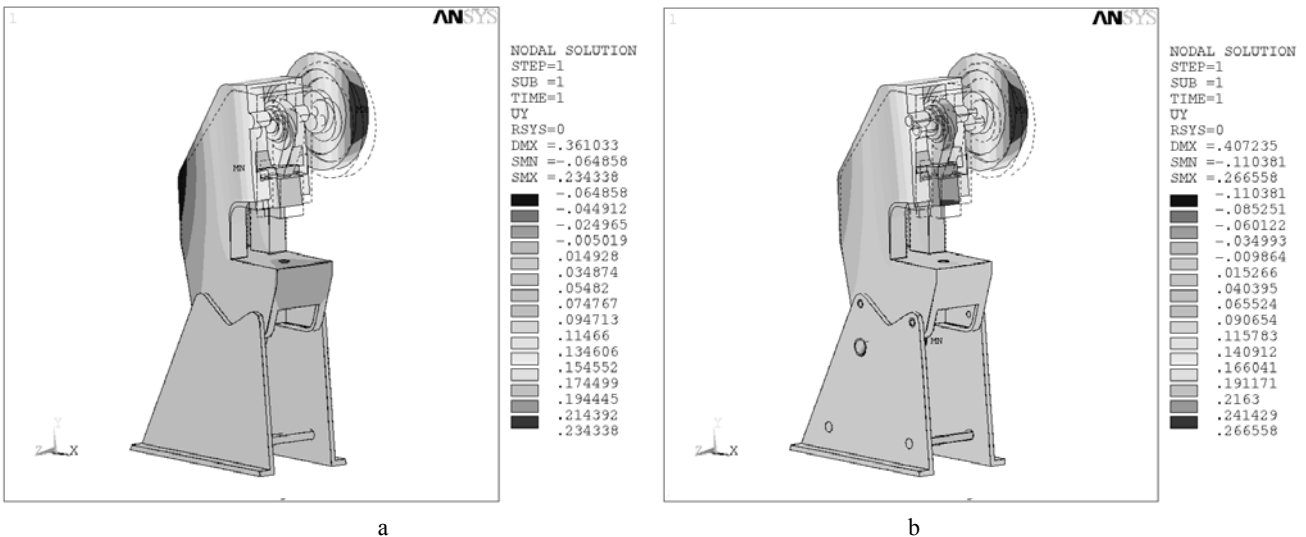 1
ANSYS
NODAL SOLUTION
STEP=1
SUB =1
TIME=1
UY
RSYS=0
DMX =.361033
SMN =-.064858
SMX =.234338
-.064858
-.044912
-.024965
-.005019
.014928
.034874
.05482
.074767
.094713
.11466
.134606
.154552
.174499
.194445
.214392
.234338
MX
MN
Y
Z X
a
1
ANSYS
NODAL SOLUTION
STEP=1
SUB =1
TIME=1
UY
RSYS=0
DMX =.407235
SMN =-.110381
SMX =.266558
-.110381
-.085251
-.060122
-.034993
-.009864
.015266
.040395
.065524
.090654
.115783
.140912
.166041
.191171
.2163
.241429
.266558
MX
MN
Y
Z X
b